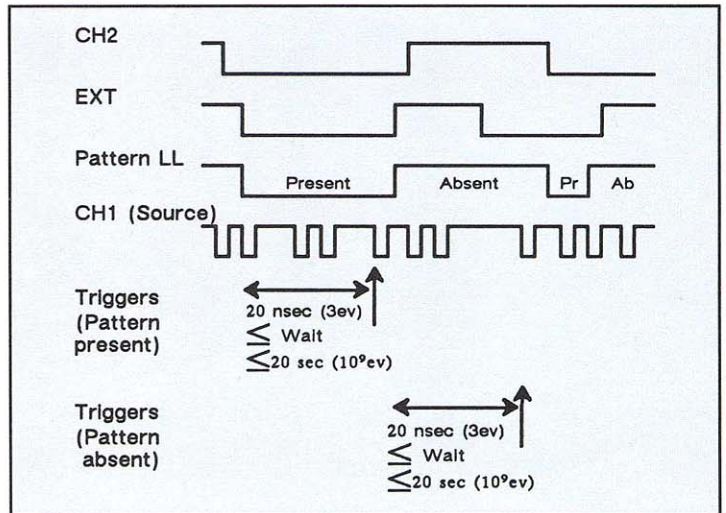 CH2
EXT
Pattern LL
Present
Absent
Pr
Ab
CH1 (Source)
Triggers
(Pattern
present)
20 nsec (3ev)
≤ Wait
≤20 sec (10⁹ev)
Triggers
(Pattern
absent)
20 nsec (3ev)
≤ Wait
≤20 sec (10⁹ev)